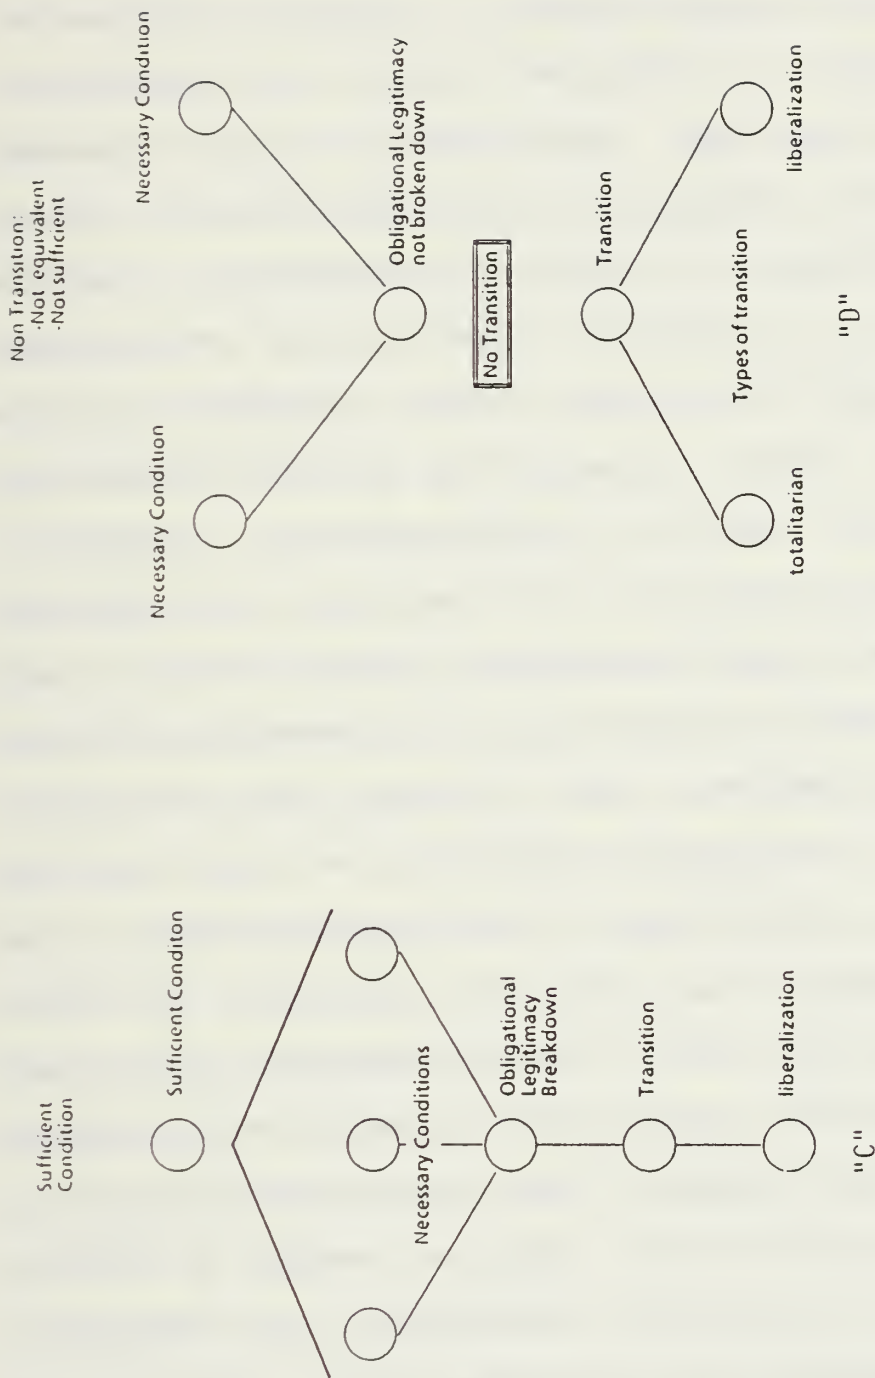 Sufficient
Condition
Sufficient Conditon
Necessary Conditions
Obligational
Legitimacy
Breakdown
Transition
liberalization
"C"
Non Transition:
-Not equivalent
-Not sufficient
Necessary Condition
Necessary Condition
Obligational Legitimacy
not broken down
No Transition
Transition
Types of transition
totalitarian
liberalization
"D"